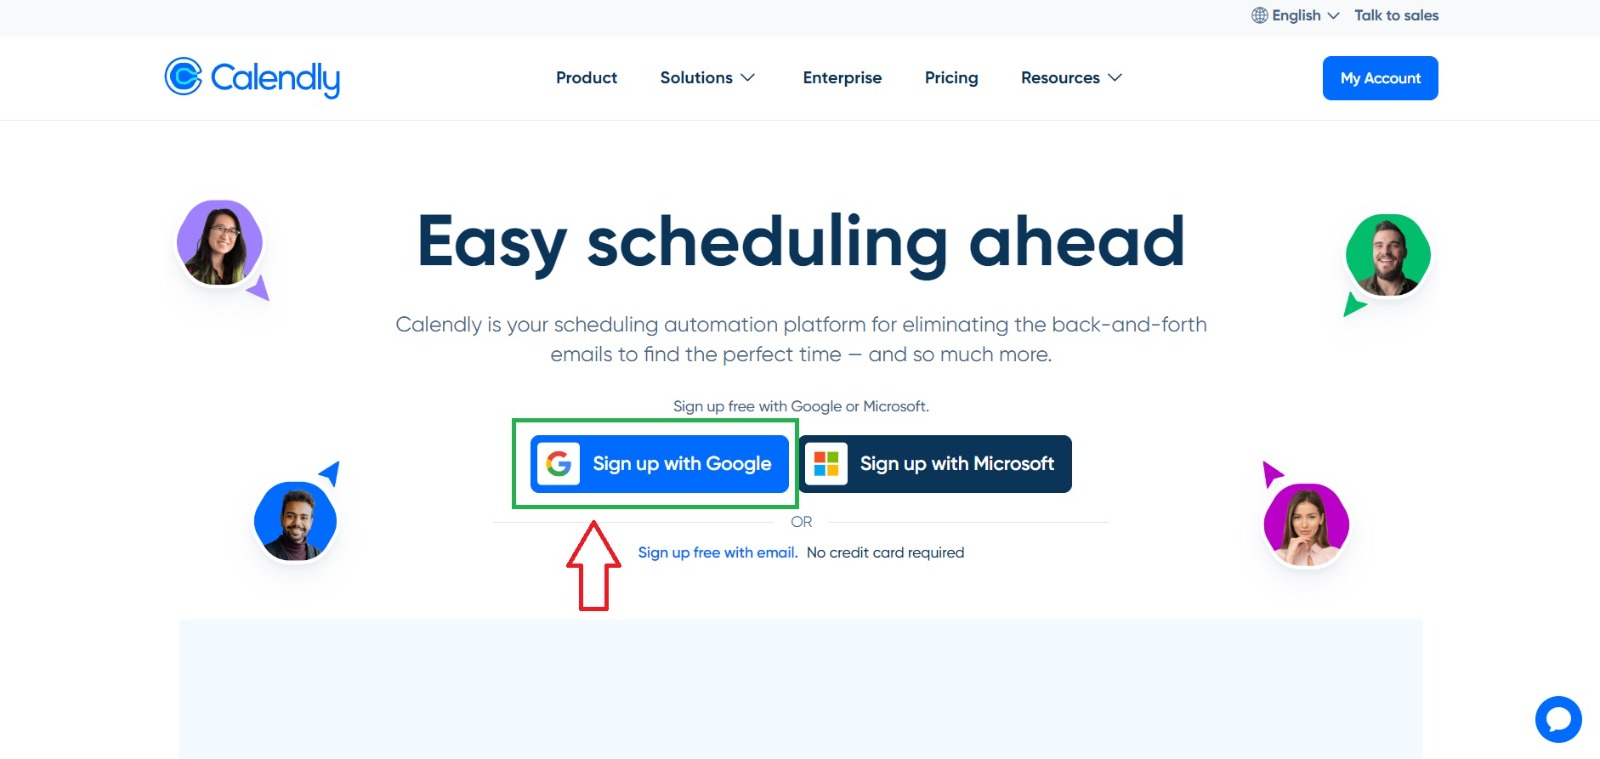 English Talk to sales
Calendly Product Solutions Enterprise Pricing Resources My Account
Easy scheduling ahead
Calendly is your scheduling automation platform for eliminating the back-and-forth
emails to find the perfect time — and so much more.
Sign up free with Google or Microsoft.
Sign up with Google Sign up with Microsoft
OR
Sign up free with email. No credit card required